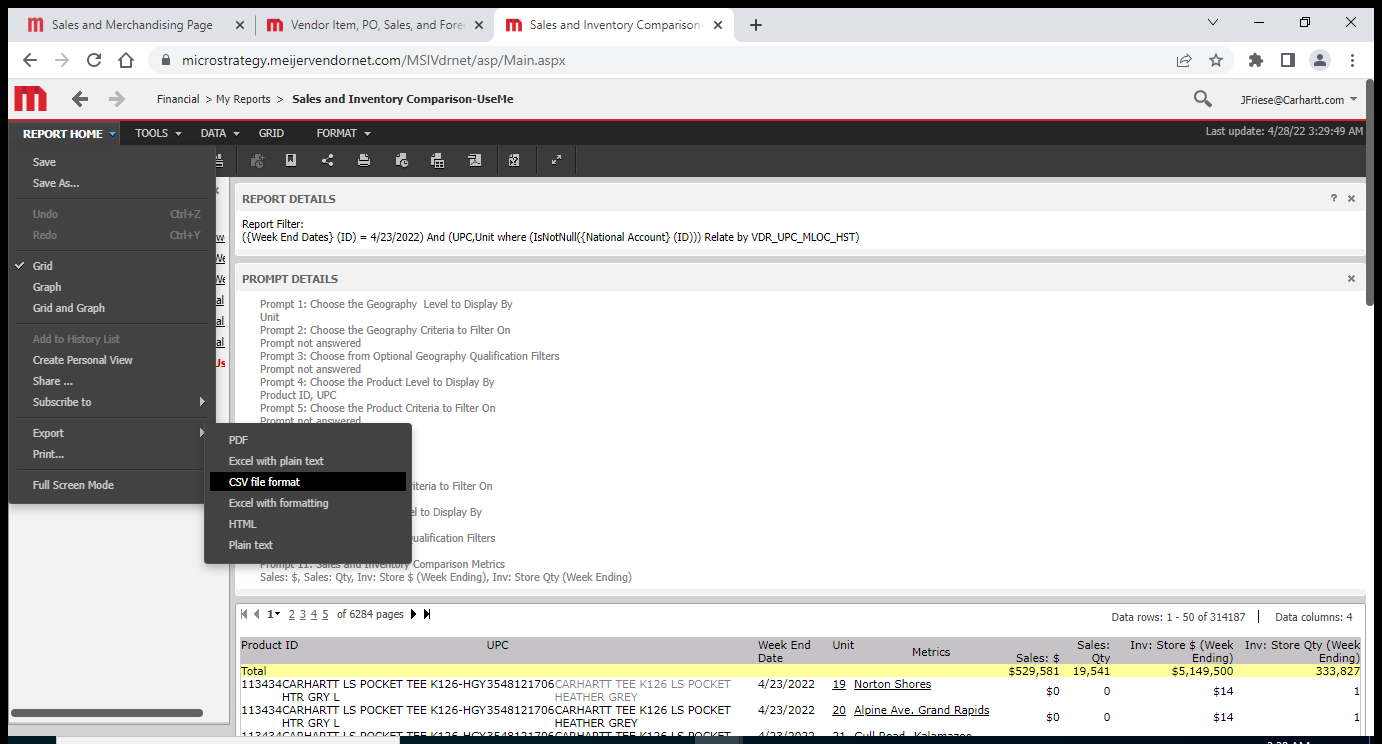 Sales and Merchandising Page
Vendor Item, PO, Sales, and Fore
Sales and Inventory Comparison-
microstrategy.meijervendornet.com/MSIVdrnet/asp/Main.aspx
Financial > My Reports > Sales and Inventory Comparison-UseMe
JFriese@Carhartt.com
REPORT HOME TOOLS DATA GRID FORMAT
Last update: 4/28/22 3:29:49 AM
Save
Save As...
Undo Ctrl+Z
Redo Ctrl+Y
Grid
Graph
Grid and Graph
Add to History List
Create Personal View
Share ...
Subscribe to
Export
Print...
Full Screen Mode
PDF
Excel with plain text
CSV file format
Excel with formatting
HTML
Plain text
REPORT DETAILS
Report Filter:
({Week End Dates} (ID) = 4/23/2022) And (UPC,Unit where (IsNotNull({National Account} (ID))) Relate by VDR_UPC_MLOC_HST)
PROMPT DETAILS
Prompt 1: Choose the Geography Level to Display By
Unit
Prompt 2: Choose the Geography Criteria to Filter On
Prompt not answered
Prompt 3: Choose from Optional Geography Qualification Filters
Prompt not answered
Prompt 4: Choose the Product Level to Display By
Product ID, UPC
Prompt 5: Choose the Product Criteria to Filter On
Prompt not answered
iteria to Filter On
el to Display By
ualification Filters
Prompt 11: Sales and Inventory Comparison Metrics
Sales: $, Sales: Qty, Inv: Store $ (Week Ending), Inv: Store Qty (Week Ending)
1 2 3 4 5 of 6284 pages
Data rows: 1 - 50 of 314187 | Data columns: 4
Product ID UPC Week End Date Unit Metrics Sales: $ Sales: Qty Inv: Store $ (Week Ending) Inv: Store Qty (Week Ending)
Total $529,581 19,541 $5,149,500 333,827
113434 CARHARTT LS POCKET TEE K126-HGY 3548121706 CARHARTT TEE K126 LS POCKET 4/23/2022 19 Norton Shores $0 0 $14 1
HTR GRY L HEATHER GREY
113434 CARHARTT LS POCKET TEE K126-HGY 3548121706 CARHARTT TEE K126 LS POCKET 4/23/2022 20 Alpine Ave. Grand Rapids $0 0 $14 1
HTR GRY L HEATHER GREY